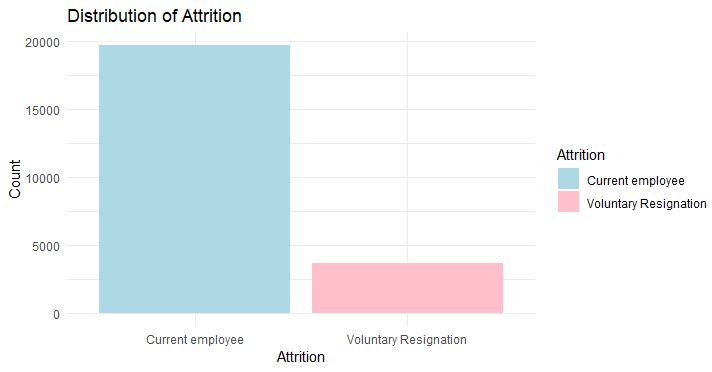 Distribution of Attrition
20000
15000
10000
5000
0
Count
Current employee
Voluntary Resignation
Attrition
Attrition
Current employee
Voluntary Resignation